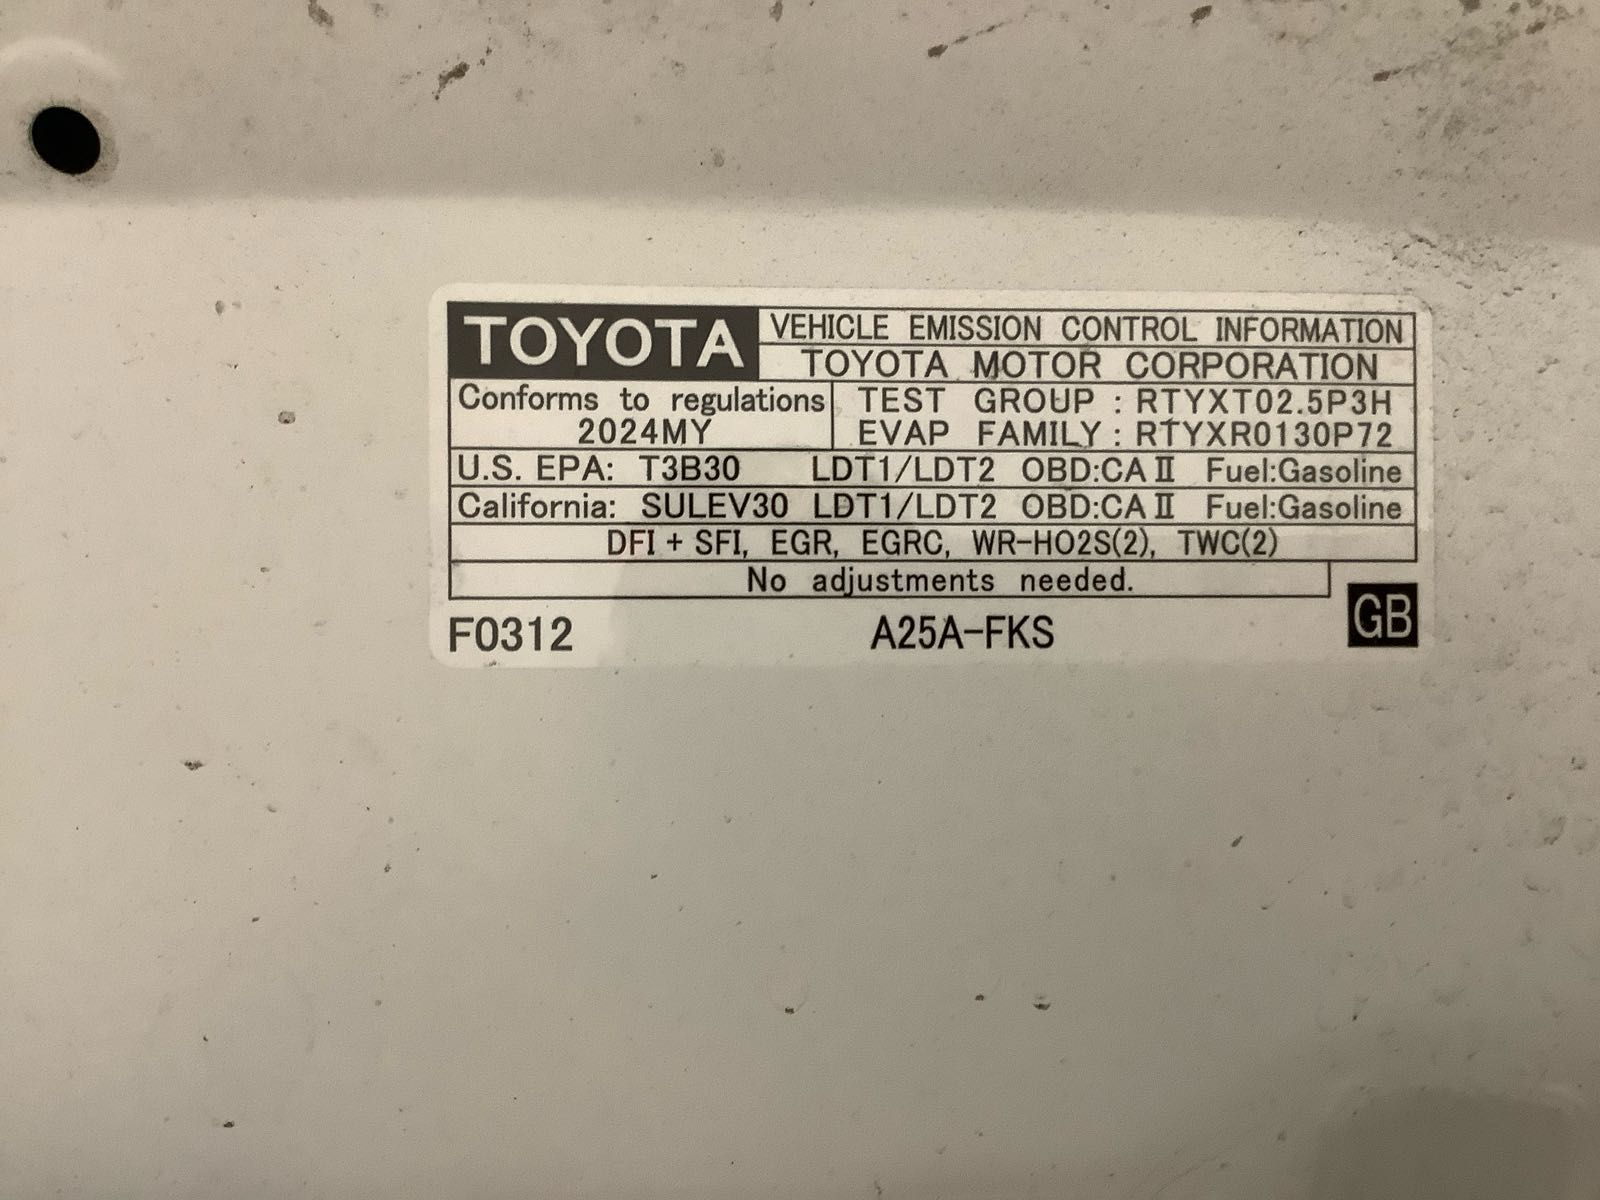 TOYOTA
VEHICLE EMISSION CONTROL INFORMATION
TOYOTA MOTOR CORPORATION
Conforms to regulations
2024MY
TEST GROUP : RTYXT02.5P3H
EVAP FAMILY : RTYXR0130P72
U.S. EPA: T3B30 LDT1/LDT2 OBD:CA II Fuel:Gasoline
California: SULEV30 LDT1/LDT2 OBD:CA II Fuel:Gasoline
DFI + SFI, EGR, EGRC, WR-HO2S(2), TWC(2)
No adjustments needed.
F0312 A25A-FKS GB